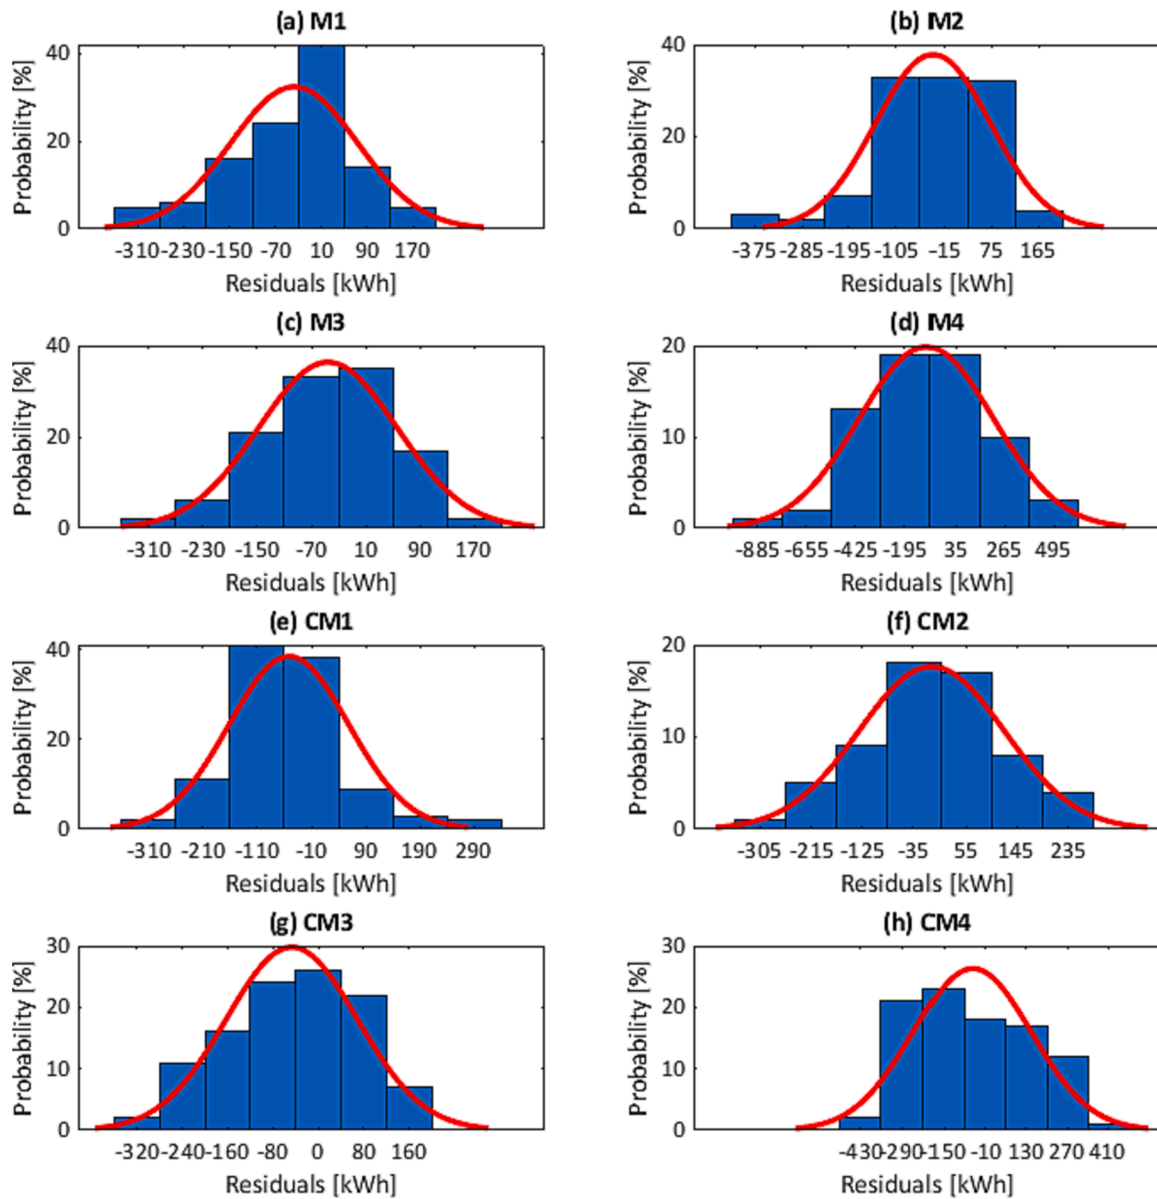 (a) M1
Probability [%]
40
20
0
-310 -230 -150 -70 10 90 170
Residuals [kWh]
(b) M2
Probability [%]
40
20
0
-375 -285 -195 -105 -15 75 165
Residuals [kWh]
(c) M3
Probability [%]
40
20
0
-310 -230 -150 -70 10 90 170
Residuals [kWh]
(d) M4
Probability [%]
20
10
0
-885 -655 -425 -195 35 265 495
Residuals [kWh]
(e) CM1
Probability [%]
40
20
0
-310 -210 -110 -10 90 190 290
Residuals [kWh]
(f) CM2
Probability [%]
20
10
0
-305 -215 -125 -35 55 145 235
Residuals [kWh]
(g) CM3
Probability [%]
30
20
10
0
-320 -240 -160 -80 0 80 160
Residuals [kWh]
(h) CM4
Probability [%]
30
20
10
0
-430 -290 -150 -10 130 270 410
Residuals [kWh]